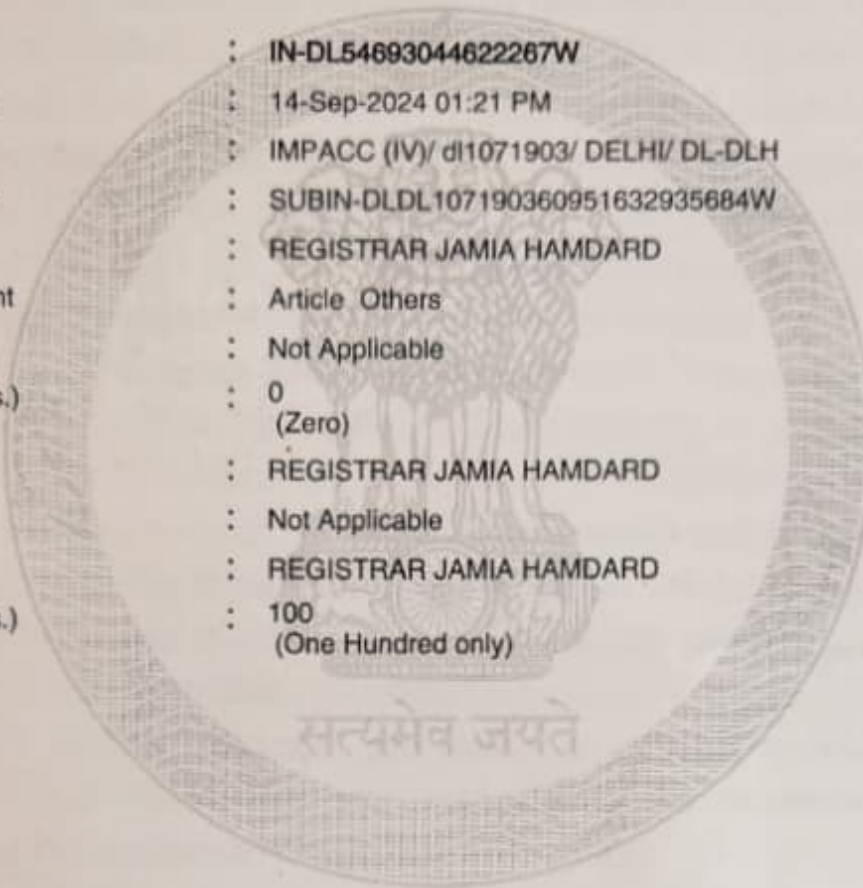 : IN-DL54693044622267W
: 14-Sep-2024 01:21 PM
: IMPACC (IV)/ dl1071903/ DELHI/ DL-DLH
: SUBIN-DLDL107190360951632935684W
: REGISTRAR JAMIA HAMDARD
nt : Article Others
: Not Applicable
s.) : 0
(Zero)
: REGISTRAR JAMIA HAMDARD
: Not Applicable
: REGISTRAR JAMIA HAMDARD
s.) : 100
(One Hundred only)
सत्यमेव जयते